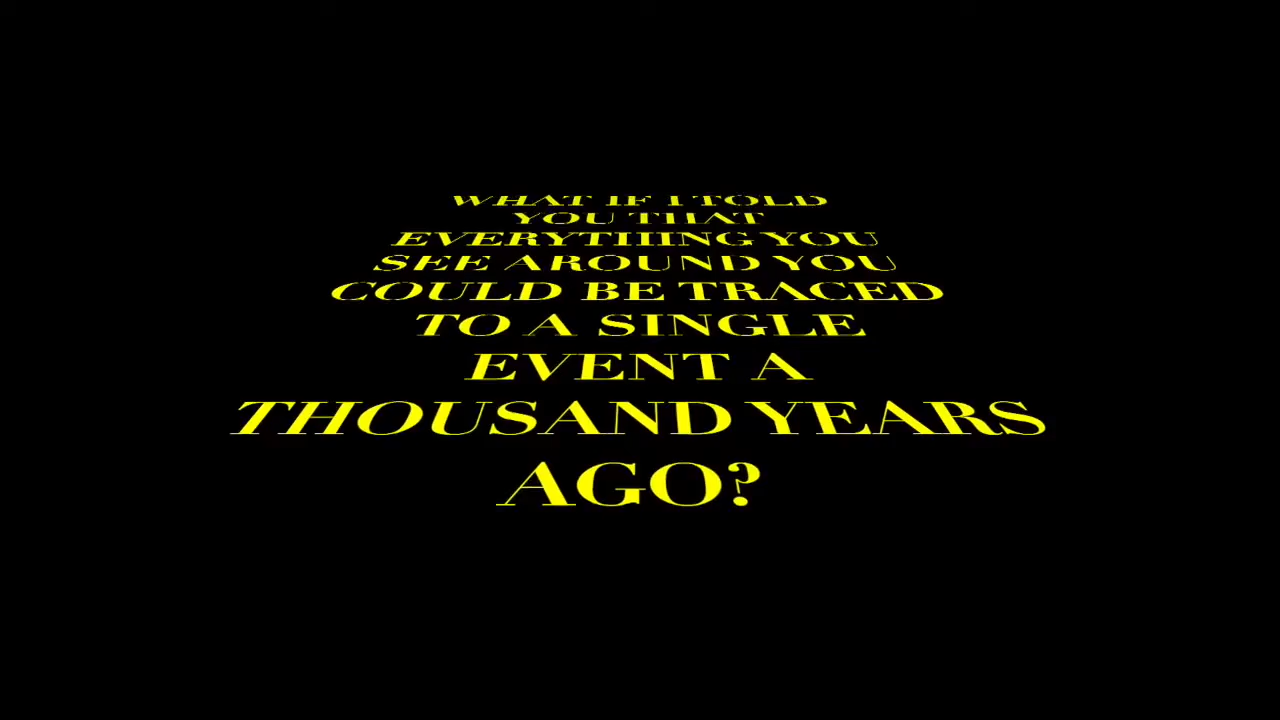 WHAT IF I TOLD
YOU THAT
EVERYTHING YOU
SEE AROUND YOU
COULD BE TRACED
TO A SINGLE
EVENT A
THOUSAND YEARS
AGO?